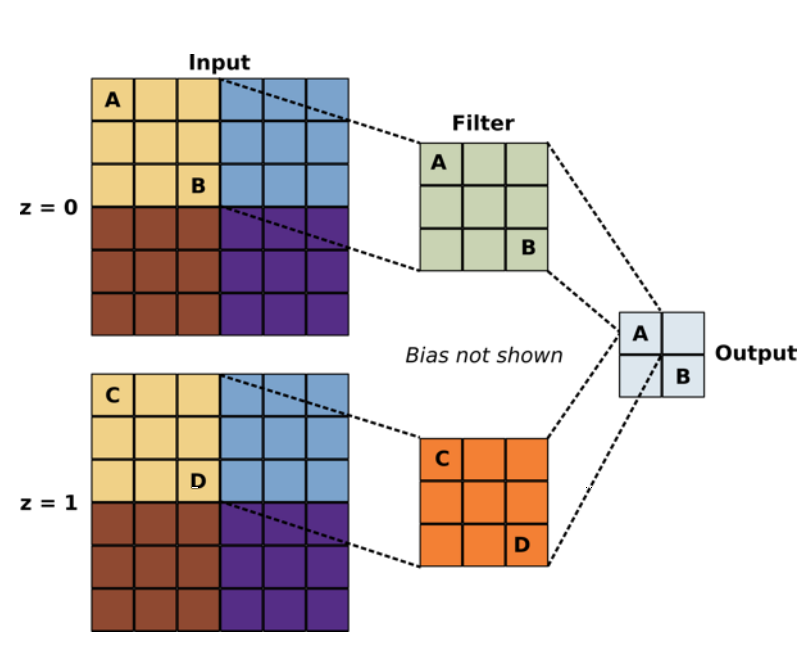 Input
A
B
z = 0
Filter
A
B
Bias not shown
A
B
Output
C
D
z = 1
C
D